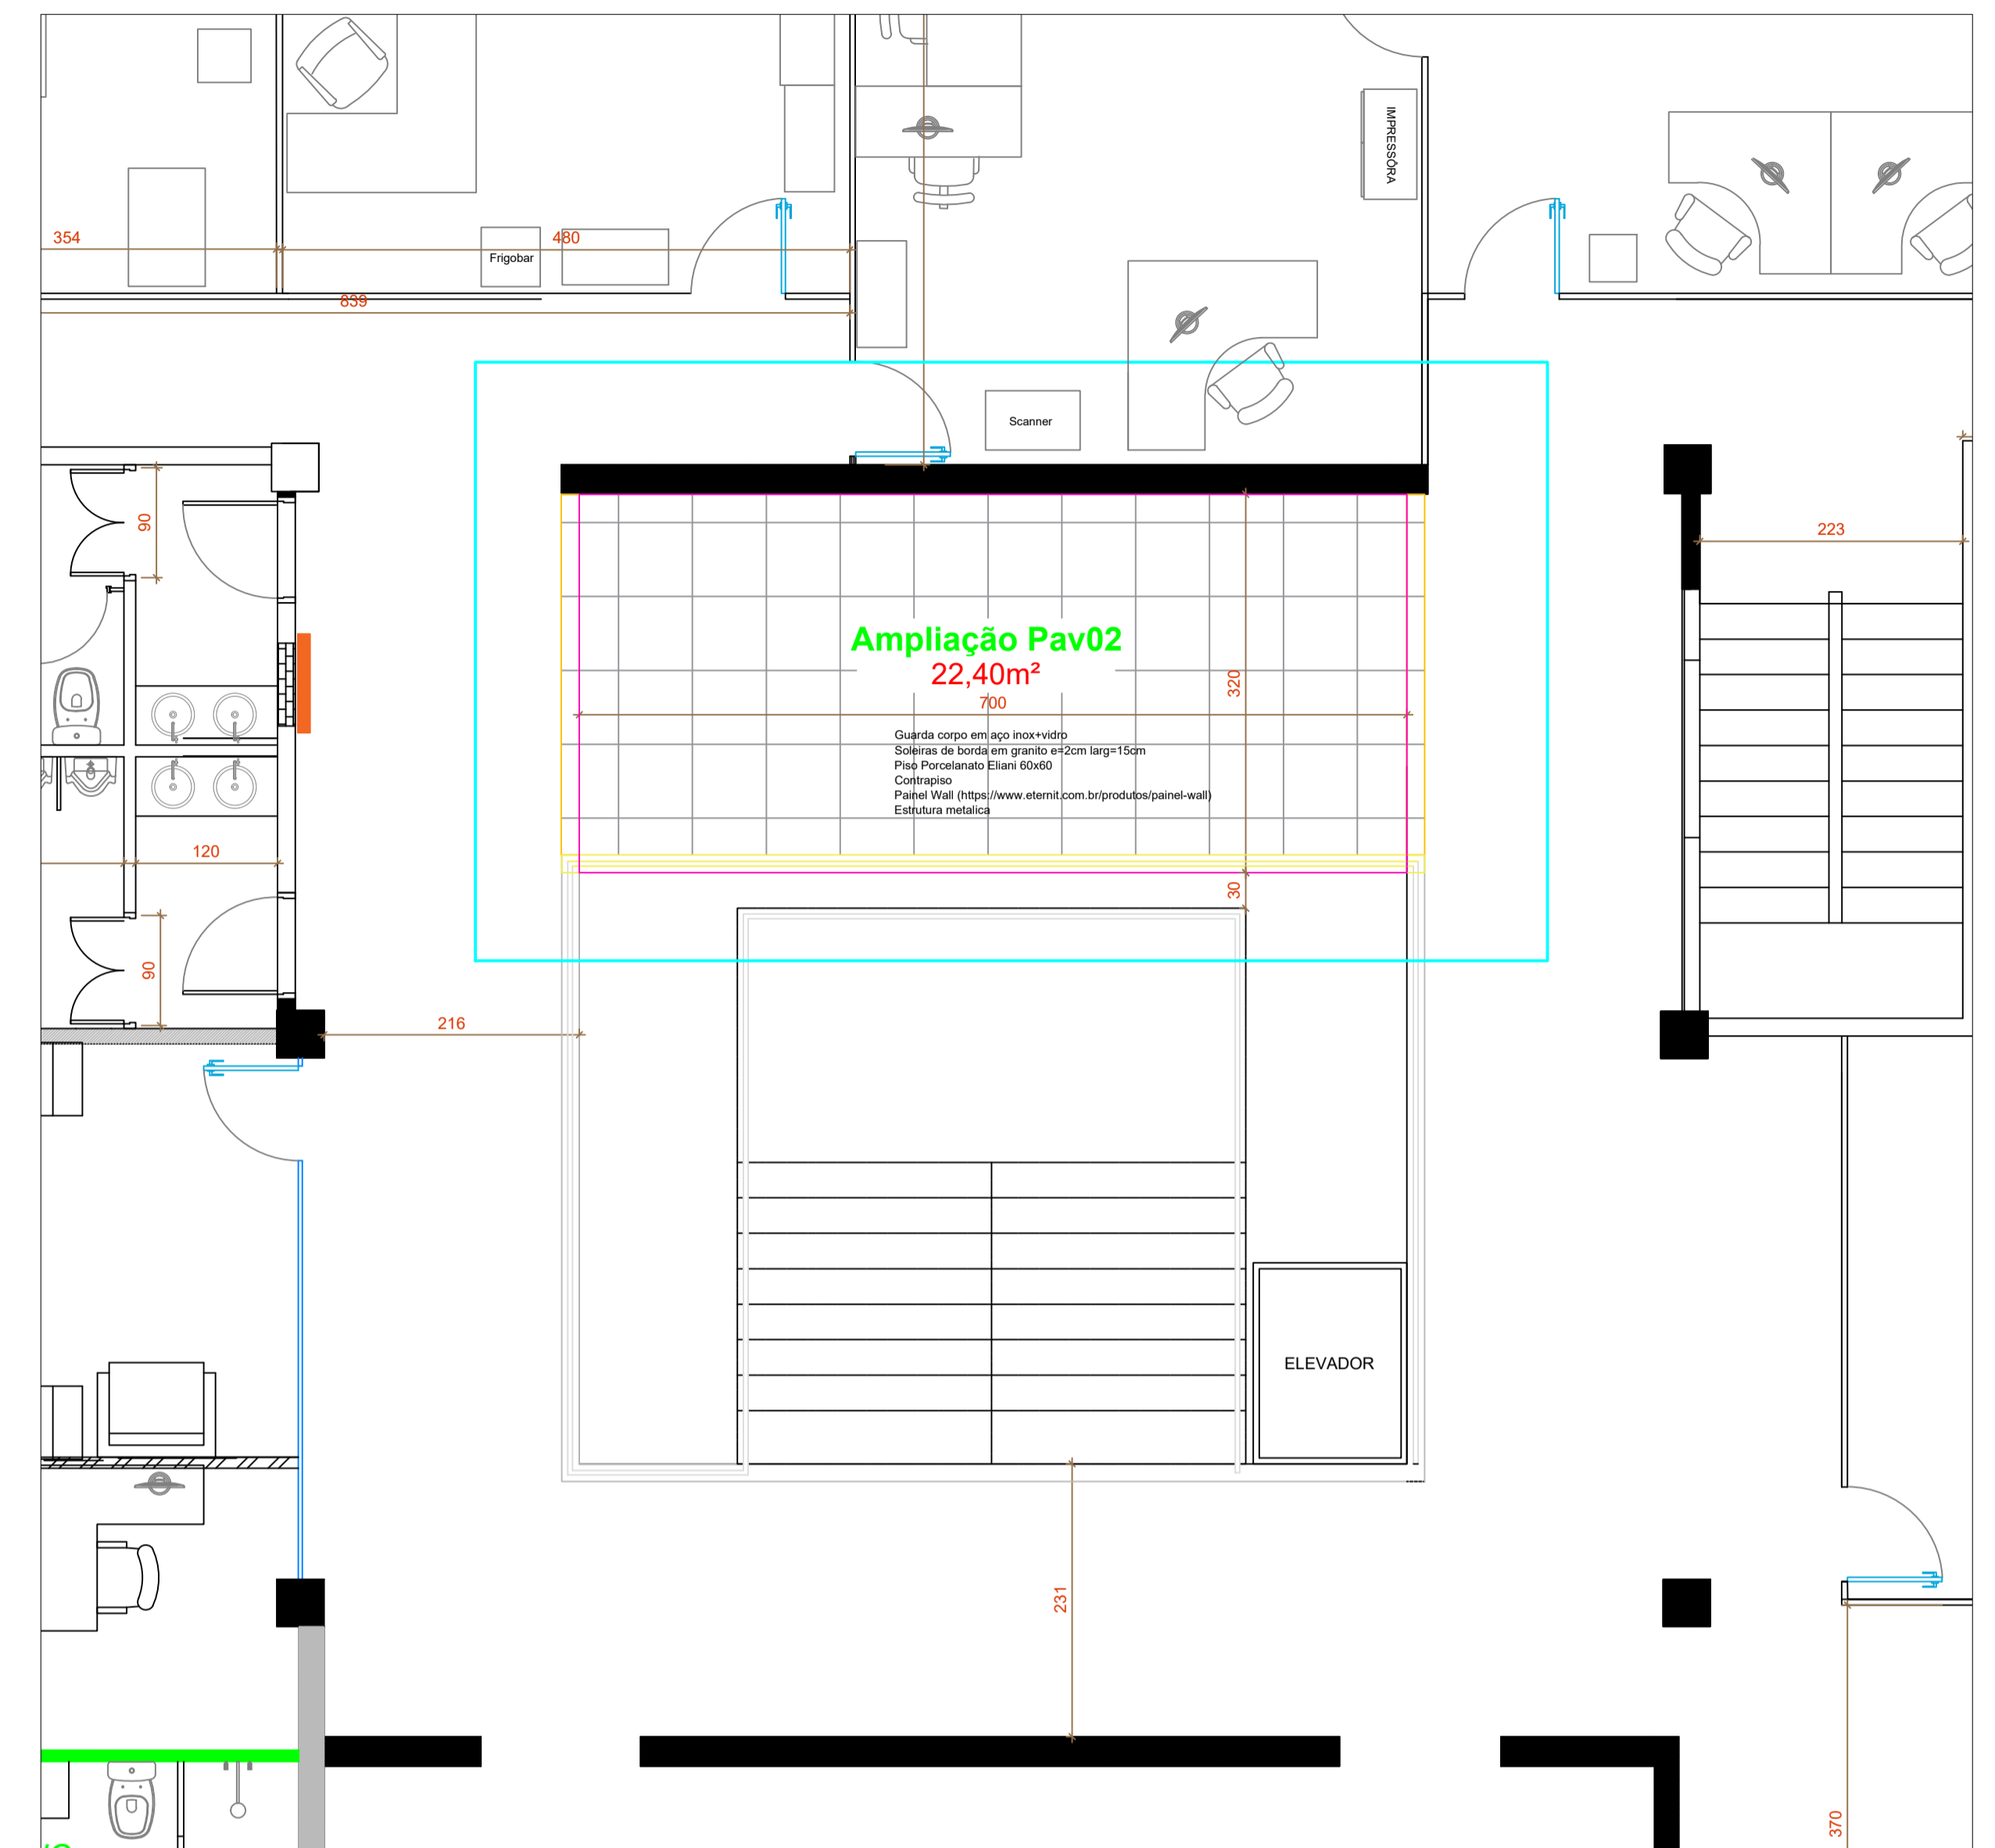 IMPRESSÔRA
354
480
Frigobar
839
Scanner
90
223
Ampliação Pav02
22,40m²
320
700
Guarda corpo em aço inox+vidro
Soleiras de borda em granito e=2cm larg=15cm
Piso Porcelanato Eliani 60x60
Contrapiso
Painel Wall (https://www.eternit.com.br/produtos/painel-wall)
Estrutura metalica
120
30
90
216
ELEVADOR
231
370